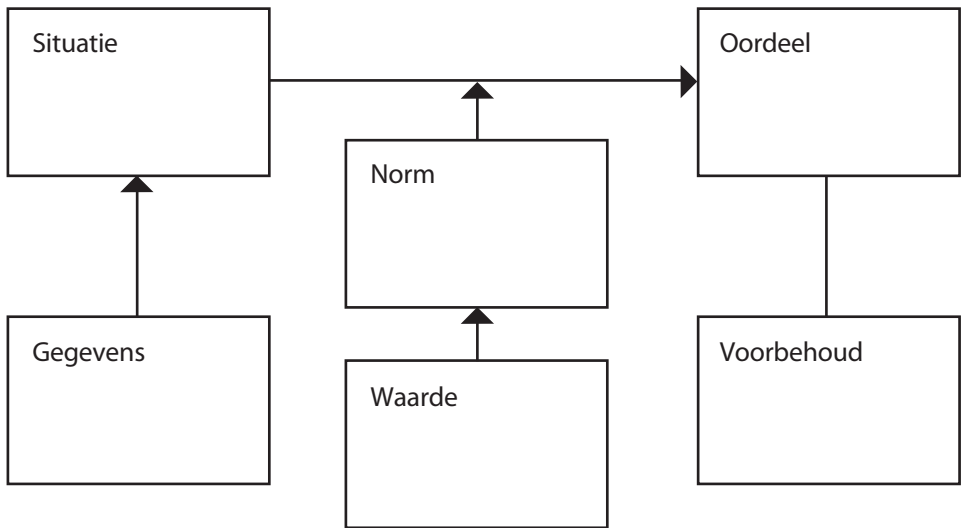 Situatie
Oordeel
Norm
Gegevens
Voorbehoud
Waarde